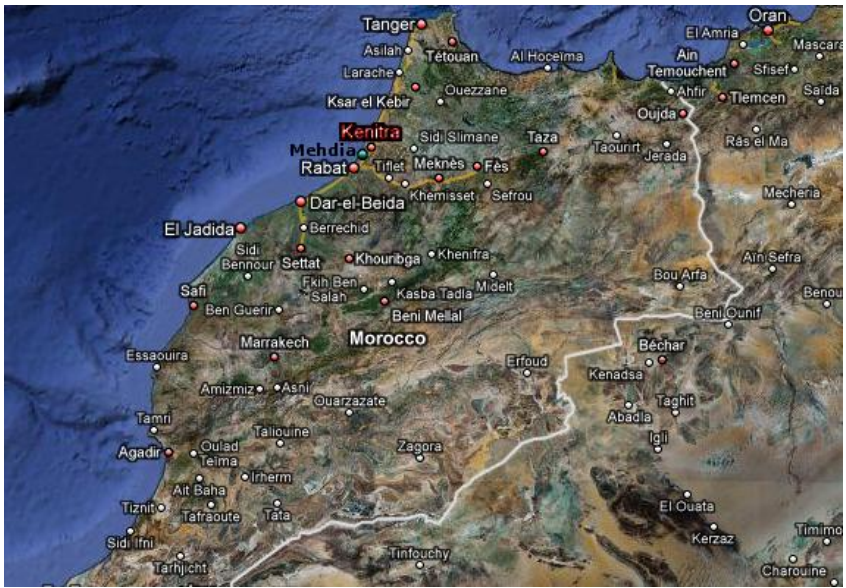 Oran
Tanger
El Amria
Asilah
Tétouan
Al Hoceïma
Ain
Temouchent
Mascara
Larache
Sfisef
Ksar el Kebir
Ouezzane
Ahfir
Tlemcen
Saïda
Oujda
Kenitra
Mehdia
Sidi Slimane
Taza
Taourirt
Jerada
Râs el Ma
Rabat
Tiflet
Meknès
Fès
Khemisset
Sefrou
Mecheria
Dar-el-Beida
El Jadida
Berrechid
Sidi
Bennour
Settat
Khouribga
Khenifra
Aïn Sefra
Fkih Ben
Salah
Kasba Tadla
Midelt
Bou Arfa
Safi
Ben Guerir
Beni Mellal
Beni Ounif
Benou
Morocco
Marrakech
Essaouira
Erfoud
Béchar
Kenadsa
Amizmiz
Asni
Ouarzazate
Abadla
Taghit
Tamri
Taliouine
Igli
Agadir
Oulad
Teïma
Zagora
Irherm
Ait Baha
Tiznit
Tafraoute
Tata
El Ouata
Kerzaz
Sidi Ifni
Timimo
Tarhjicht
Tinfouchy
Charouine